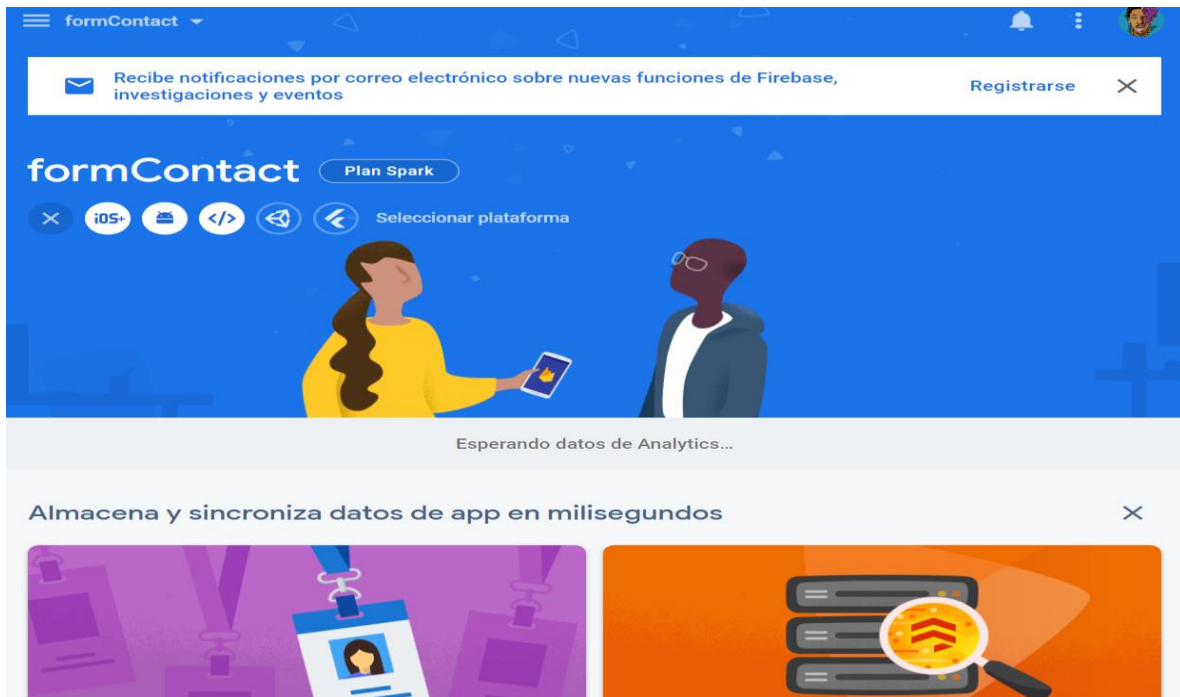 formContact
Recibe notificaciones por correo electrónico sobre nuevas funciones de Firebase,
investigaciones y eventos
Registrarse
formContact
Plan Spark
iOS+
</>
Seleccionar plataforma
Esperando datos de Analytics...
Almacena y sincroniza datos de app en milisegundos